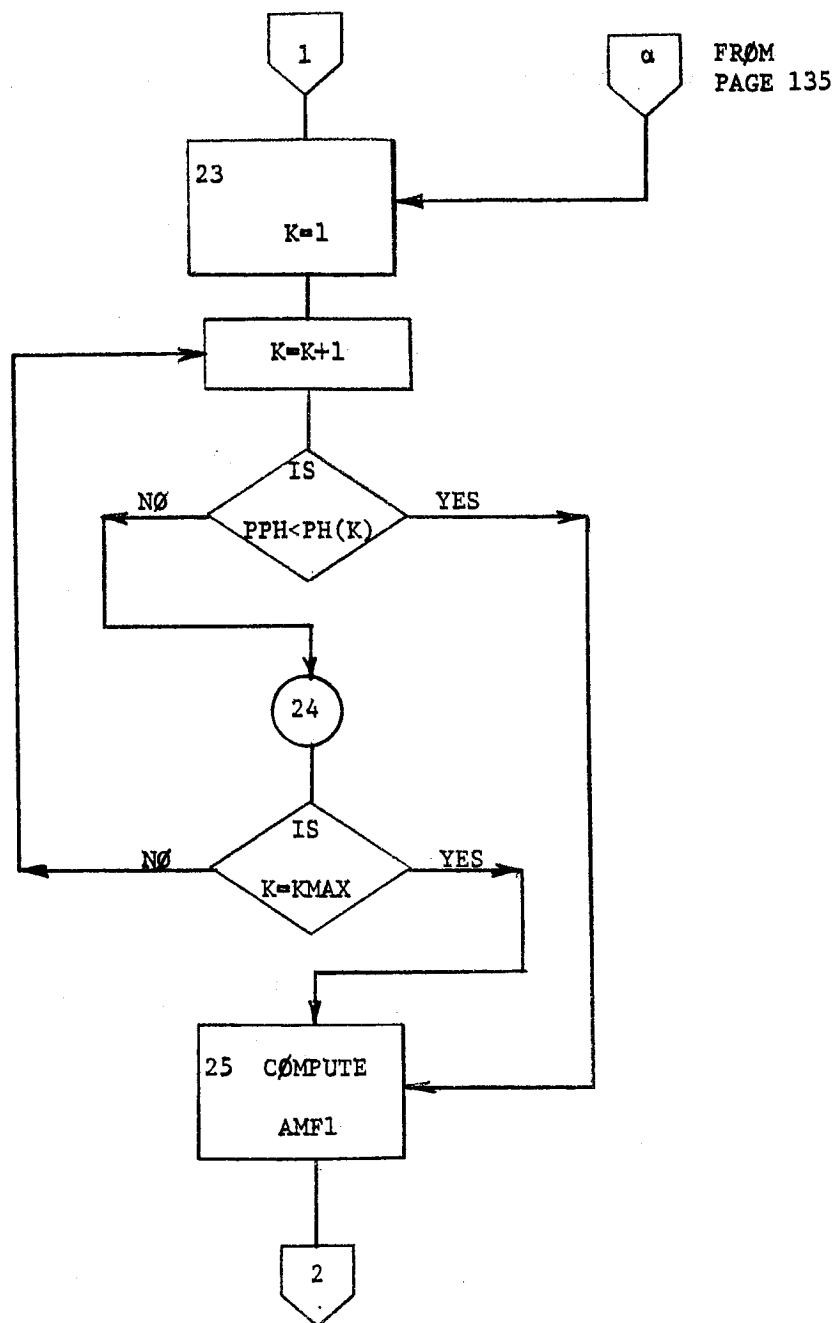 1
α
FRØM
PAGE 135
23
K=1
K=K+1
IS
NØ
YES
PPH<PH(K)
24
IS
NØ
YES
K=KMAX
25 CØMPUTE
AMF1
2